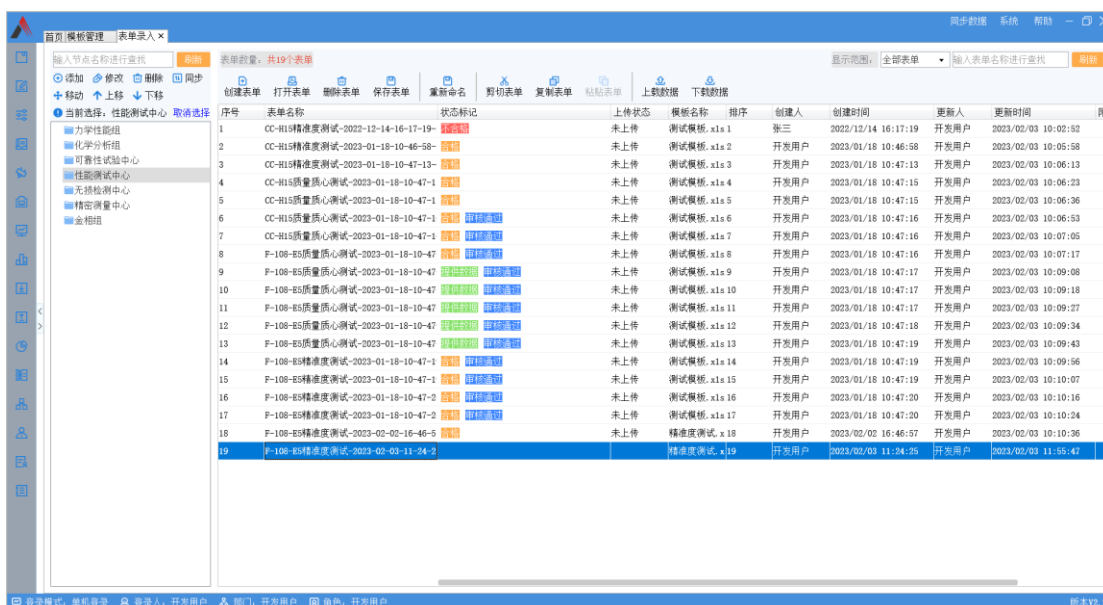 同步数据 系统 帮助
首页 模板管理 表单录入 ×
输入节点名称进行查找 刷新 表单数量: 共19个表单 显示范围: 全部表单 输入表单名称进行查找 刷新
添加 修改 删除 同步
移动 上移 下移
创建表单 打开表单 删除表单 保存表单 重新命名 剪切表单 复制表单 粘贴表单 上载数据 下载数据
当前选择: 性能测试中心 取消选择
力学性能组
化学分析组
可靠性试验中心
性能测试中心
无损检测中心
精密测量中心
金相组
序号 表单名称 状态标记 上传状态 模板名称 排序 创建人 创建时间 更新人 更新时间
1 CC-H15精准度测试-2022-12-14-16-17-19- 不合格 未上传 测试模板.xls 1 张三 2022/12/14 16:17:19 开发用户 2023/02/03 10:02:52
2 CC-H15精准度测试-2023-01-18-10-46-58- 合格 未上传 测试模板.xls 2 开发用户 2023/01/18 10:46:58 开发用户 2023/02/03 10:05:58
3 CC-H15精准度测试-2023-01-18-10-47-13- 合格 未上传 测试模板.xls 3 开发用户 2023/01/18 10:47:13 开发用户 2023/02/03 10:06:13
4 CC-H15质量质心测试-2023-01-18-10-47-1 合格 未上传 测试模板.xls 4 开发用户 2023/01/18 10:47:15 开发用户 2023/02/03 10:06:23
5 CC-H15质量质心测试-2023-01-18-10-47-1 合格 未上传 测试模板.xls 5 开发用户 2023/01/18 10:47:15 开发用户 2023/02/03 10:06:36
6 CC-H15质量质心测试-2023-01-18-10-47-1 合格 审核通过 未上传 测试模板.xls 6 开发用户 2023/01/18 10:47:16 开发用户 2023/02/03 10:06:53
7 CC-H15质量质心测试-2023-01-18-10-47-1 合格 审核通过 未上传 测试模板.xls 7 开发用户 2023/01/18 10:47:16 开发用户 2023/02/03 10:07:05
8 F-108-E5质量质心测试-2023-01-18-10-47 合格 审核通过 未上传 测试模板.xls 8 开发用户 2023/01/18 10:47:16 开发用户 2023/02/03 10:07:17
9 F-108-E5质量质心测试-2023-01-18-10-47 提供数据 审核通过 未上传 测试模板.xls 9 开发用户 2023/01/18 10:47:17 开发用户 2023/02/03 10:09:08
10 F-108-E5质量质心测试-2023-01-18-10-47 提供数据 审核通过 未上传 测试模板.xls 10 开发用户 2023/01/18 10:47:17 开发用户 2023/02/03 10:09:18
11 F-108-E5质量质心测试-2023-01-18-10-47 提供数据 审核通过 未上传 测试模板.xls 11 开发用户 2023/01/18 10:47:17 开发用户 2023/02/03 10:09:27
12 F-108-E5质量质心测试-2023-01-18-10-47 提供数据 审核通过 未上传 测试模板.xls 12 开发用户 2023/01/18 10:47:18 开发用户 2023/02/03 10:09:34
13 F-108-E5质量质心测试-2023-01-18-10-47 提供数据 审核通过 未上传 测试模板.xls 13 开发用户 2023/01/18 10:47:19 开发用户 2023/02/03 10:09:43
14 F-108-E5精准度测试-2023-01-18-10-47-1 合格 审核通过 未上传 测试模板.xls 14 开发用户 2023/01/18 10:47:19 开发用户 2023/02/03 10:09:56
15 F-108-E5精准度测试-2023-01-18-10-47-1 合格 审核通过 未上传 测试模板.xls 15 开发用户 2023/01/18 10:47:19 开发用户 2023/02/03 10:10:07
16 F-108-E5精准度测试-2023-01-18-10-47-2 合格 审核通过 未上传 测试模板.xls 16 开发用户 2023/01/18 10:47:20 开发用户 2023/02/03 10:10:16
17 F-108-E5精准度测试-2023-01-18-10-47-2 合格 审核通过 未上传 测试模板.xls 17 开发用户 2023/01/18 10:47:20 开发用户 2023/02/03 10:10:24
18 F-108-E5精准度测试-2023-02-02-16-46-5 合格 未上传 精准度测试.x 18 开发用户 2023/02/02 16:46:57 开发用户 2023/02/03 10:10:36
19 F-108-E5精准度测试-2023-02-03-11-24-2 精准度测试.x 19 开发用户 2023/02/03 11:24:25 开发用户 2023/02/03 11:55:47
登录模式: 单机登录 登录人: 开发用户 部门: 开发用户 角色: 开发用户 版本V2.